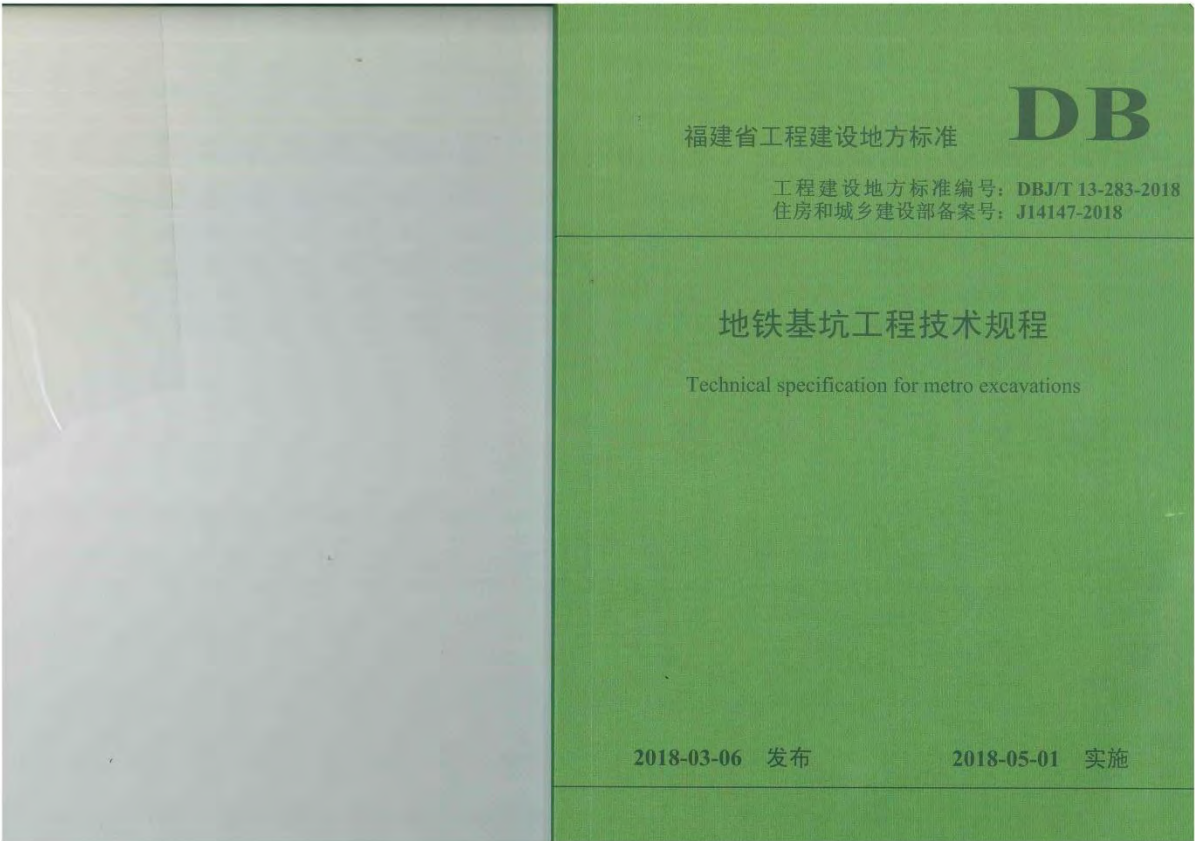 DB
福建省工程建设地方标准
工程建设地方标准编号：DBJ/T 13-283-2018
住房和城乡建设部备案号：J14147-2018
地铁基坑工程技术规程
Technical specification for metro excavations
2018-03-06 发布 2018-05-01 实施